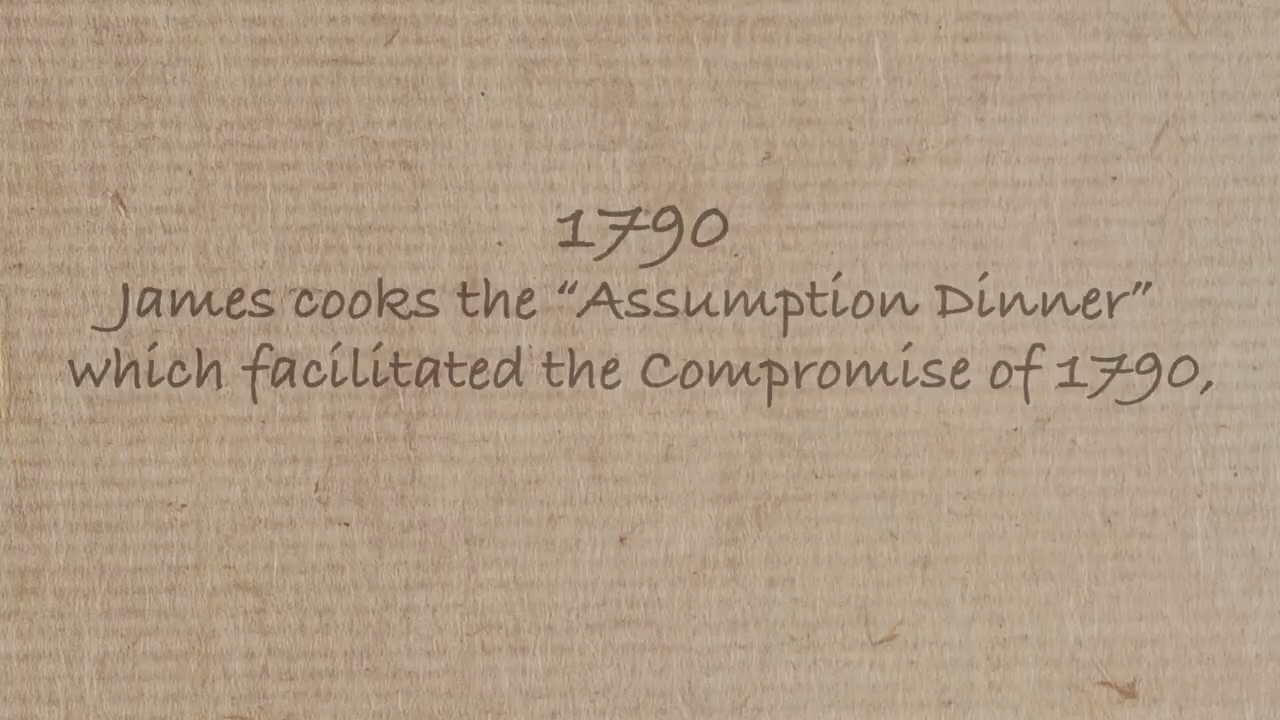 1790
James cooks the “Assumption Dinner”
which facilitated the Compromise of 1790,